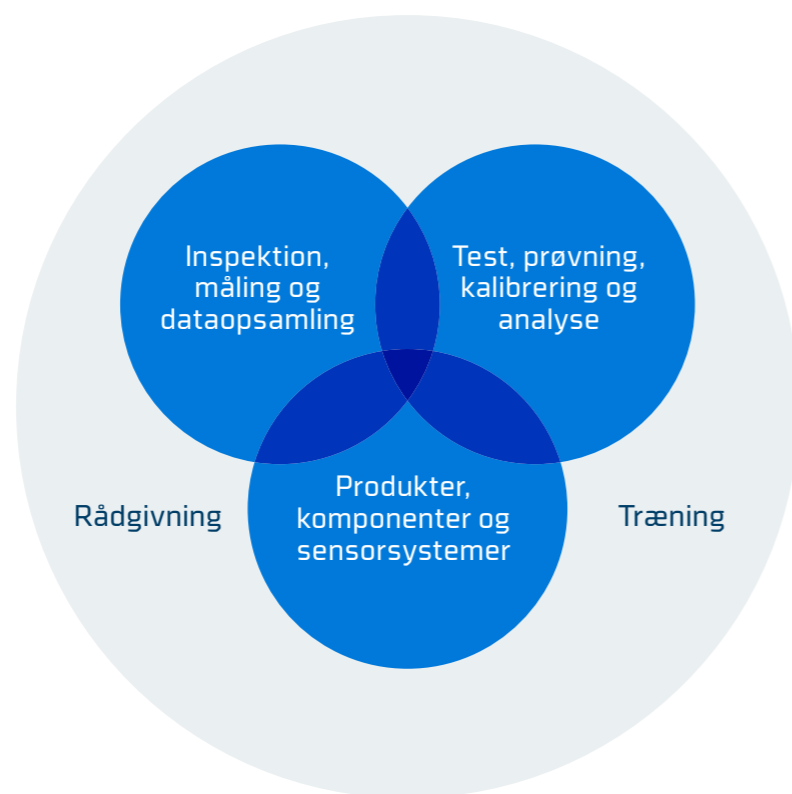 Inspektion,
måling og
dataopsamling
Test, prøvning,
kalibrering og
analyse
Produkter,
komponenter og
sensorsystemer
Rådgivning
Træning